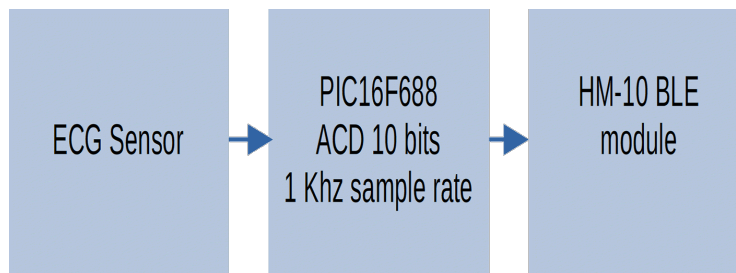 ECG Sensor
PIC16F688
ACD 10 bits
1 Khz sample rate
HM-10 BLE
module